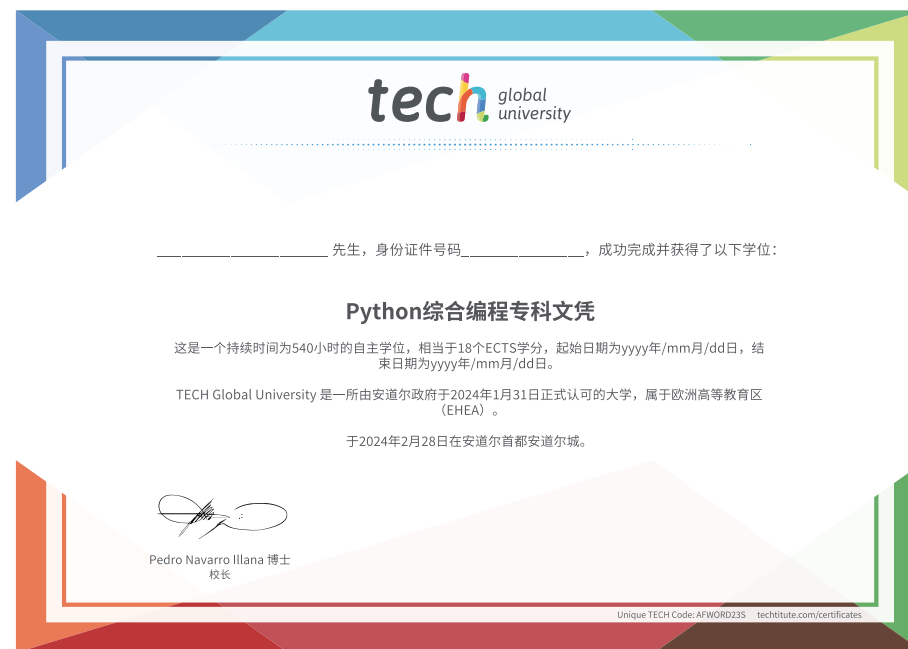 tech global university
______________________ 先生，身份证件号码________________，成功完成并获得了以下学位：
Python综合编程专科文凭
这是一个持续时间为540小时的自主学位，相当于18个ECTS学分，起始日期为yyyy年/mm月/dd日，结
束日期为yyyy年/mm月/dd日。
TECH Global University 是一所由安道尔政府于2024年1月31日正式认可的大学，属于欧洲高等教育区
（EHEA）。
于2024年2月28日在安道尔首都安道尔城。
Pedro Navarro Illana 博士
校长
Unique TECH Code: AFWORD23S techtitute.com/certificates